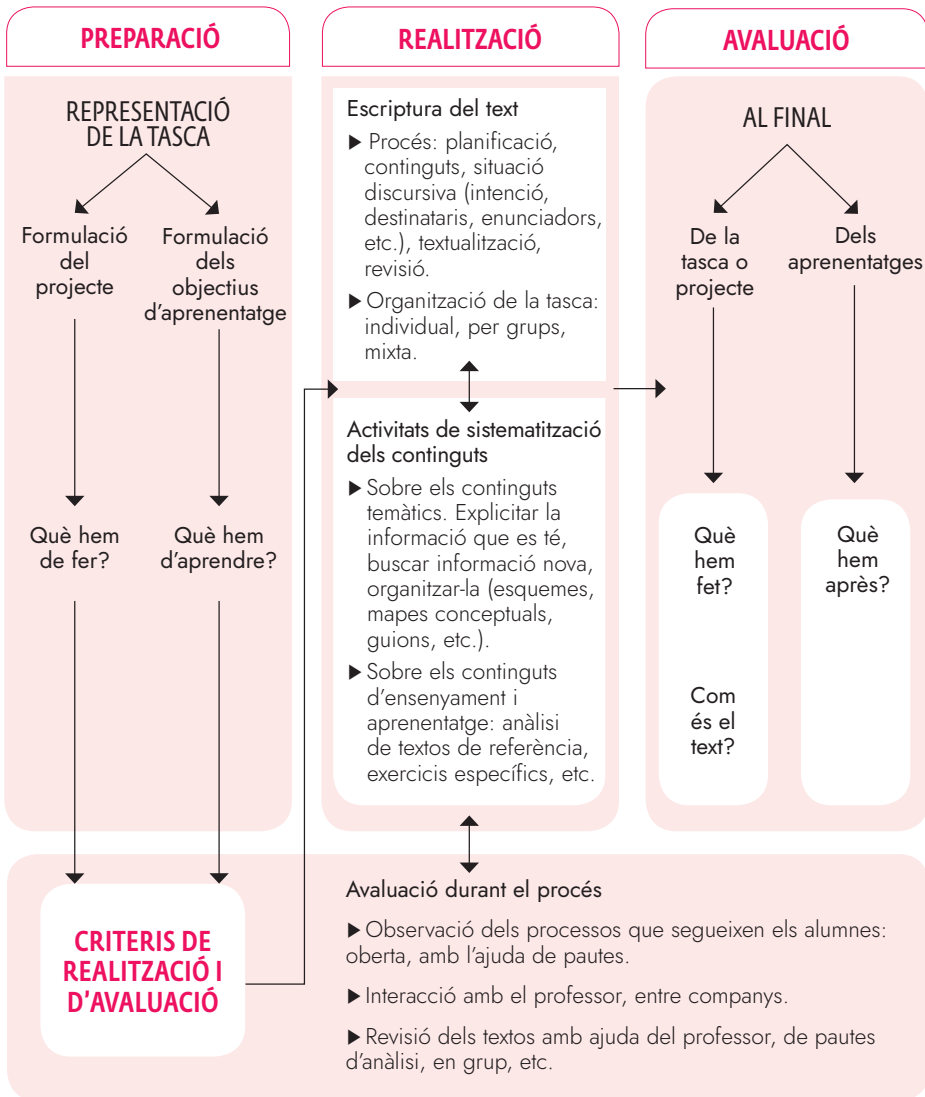 PREPARACIÓ
REPRESENTACIÓ
DE LA TASCA
Formulació
del
projecte
Formulació
dels
objectius
d'aprenentatge
Què hem
de fer?
Què hem
d'aprendre?
REALITZACIÓ
Escriptura del text
▶ Procés: planificació,
continguts, situació
discursiva (intenció,
destinataris, enunciadors,
etc.), textualització,
revisió.
▶ Organització de la tasca:
individual, per grups,
mixta.
Activitats de sistematització
dels continguts
▶ Sobre els continguts
temàtics. Explicitar la
informació que es té,
buscar informació nova,
organitzar-la (esquemes,
mapes conceptuals,
guions, etc.).
▶ Sobre els continguts
d'ensenyament i
aprenentatge: anàlisi
de textos de referència,
exercicis específics, etc.
AVALUACIÓ
AL FINAL
De la
tasca o
projecte
Dels
aprenentatges
Què
hem
fet?
Com
és el
text?
Què
hem
après?
CRITERIS DE
REALITZACIÓ I
D'AVALUACIÓ
Avaluació durant el procés
▶ Observació dels processos que segueixen els alumnes:
oberta, amb l'ajuda de pautes.
▶ Interacció amb el professor, entre companys.
▶ Revisió dels textos amb ajuda del professor, de pautes
d'anàlisi, en grup, etc.